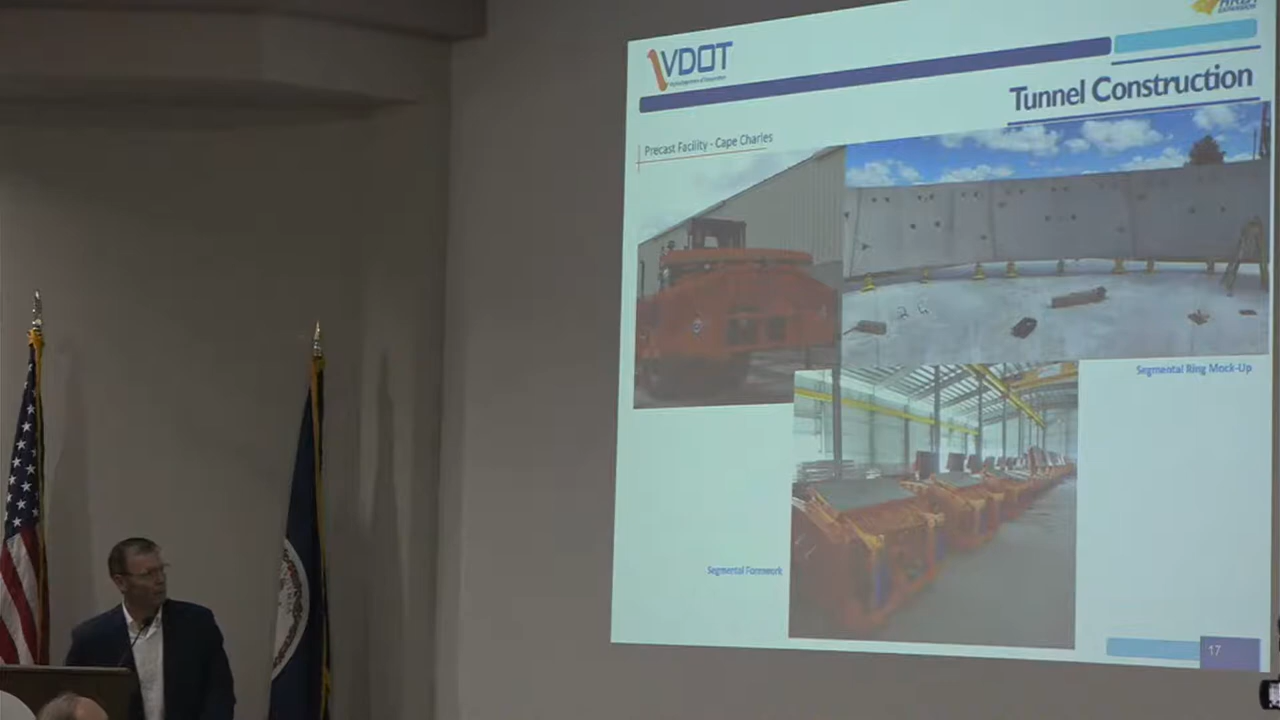 VDOT
Tunnel Construction
Precast Facility - Cape Charles
Segmental Ring Mock-Up
Segmental Formwork
17